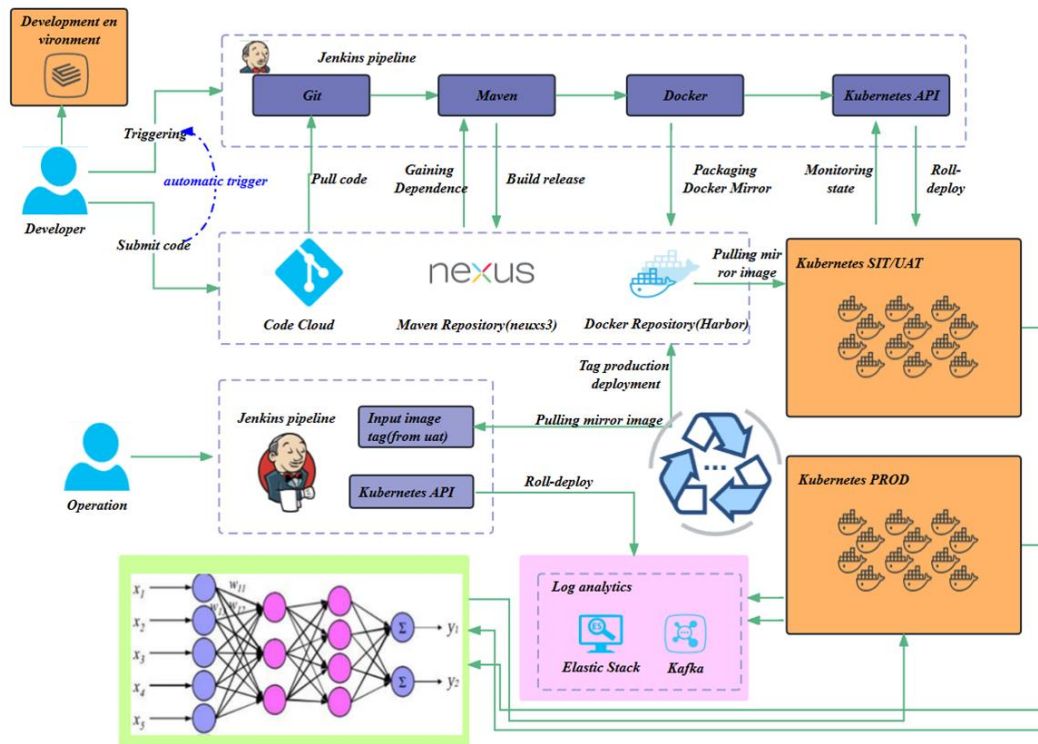 Development en
vironment
Jenkins pipeline
Git
Maven
Docker
Kubernetes API
Triggering
automatic trigger
Developer
Submit code
Pull code
Gaining
Dependence
Build release
Packaging
Docker Mirror
Monitoring
state
Roll-
deploy
nexus
Code Cloud
Maven Repository(neuxs3)
Docker Repository(Harbor)
Pulling mir
ror image
Kubernetes SIT/UAT
Tag production
deployment
Jenkins pipeline
Input image
tag(from uat)
Pulling mirror image
Operation
Kubernetes API
Roll-deploy
Kubernetes PROD
Log analytics
ES
Elastic Stack
Kafka
x1
x2
x3
x4
x5
w11
w12
Σ
Σ
y1
y2